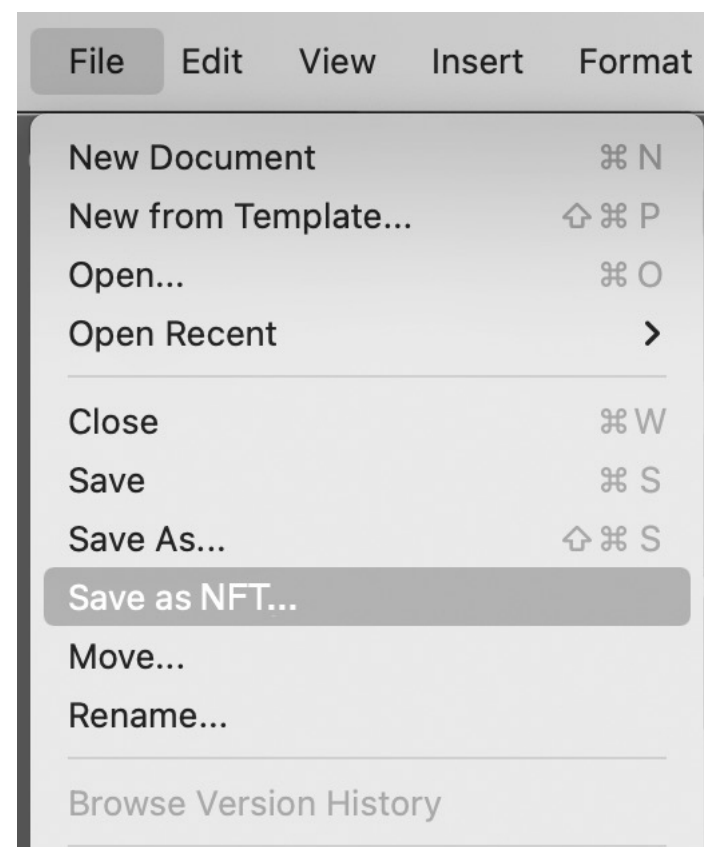 File Edit View Insert Format
New Document ⌘ N
New from Template... ⇧ ⌘ P
Open... ⌘ O
Open Recent
Close ⌘ W
Save ⌘ S
Save As... ⇧ ⌘ S
Save as NFT...
Move...
Rename...
Browse Version History